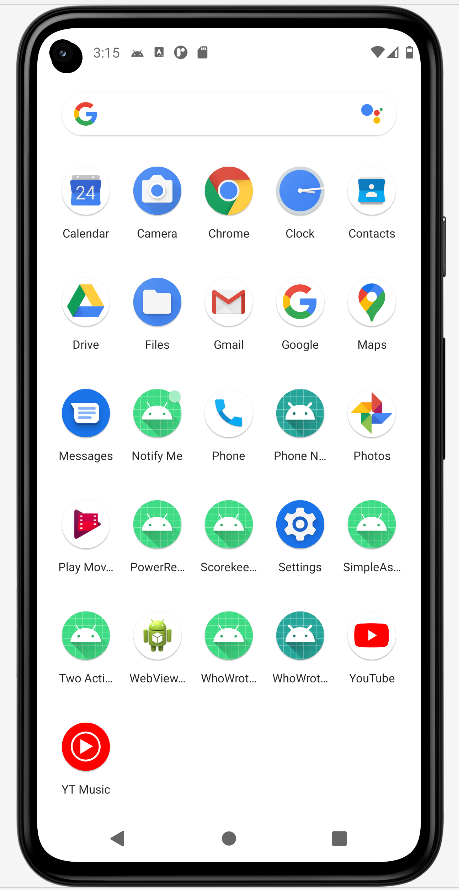 3:15
Calendar Camera Chrome Clock Contacts
24
Drive Files Gmail Google Maps
Messages Notify Me Phone Phone N... Photos
Play Mov... PowerRe... Scorekee... Settings SimpleAs...
Two Acti... WebView... WhoWrot... WhoWrot... YouTube
YT Music